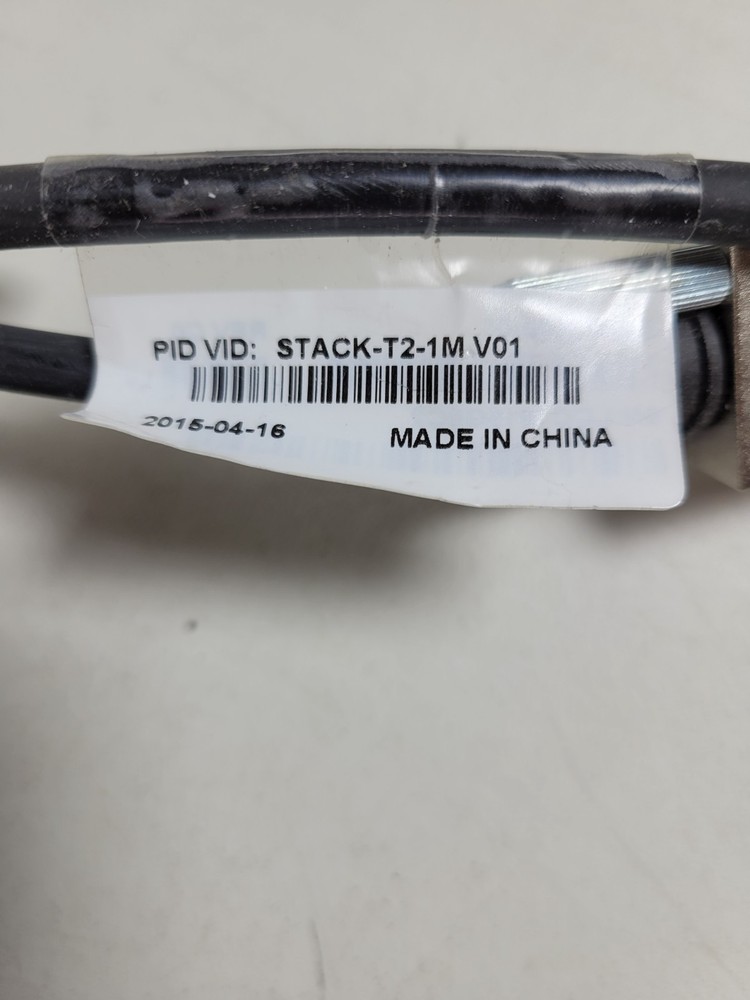 PID VID: STACK-T2-1M V01
2015-04-16
MADE IN CHINA